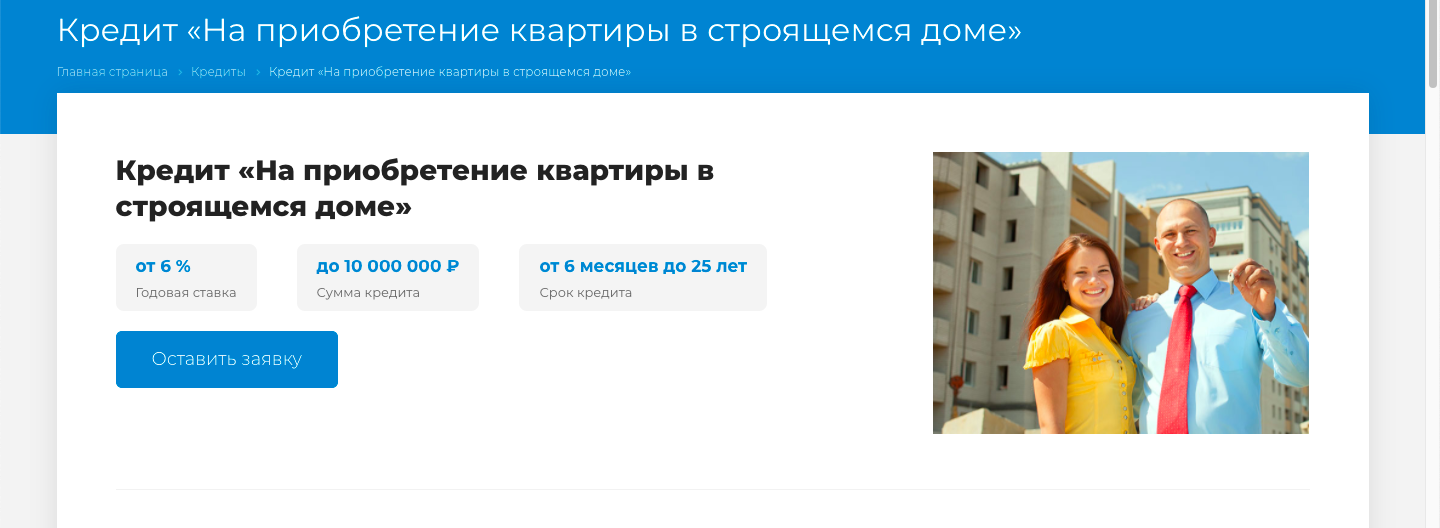 Кредит «На приобретение квартиры в строящемся доме»
Главная страница › Кредиты › Кредит «На приобретение квартиры в строящемся доме»
Кредит «На приобретение квартиры в
строящемся доме»
от 6 % до 10 000 000 ₽ от 6 месяцев до 25 лет
Годовая ставка Сумма кредита Срок кредита
Оставить заявку